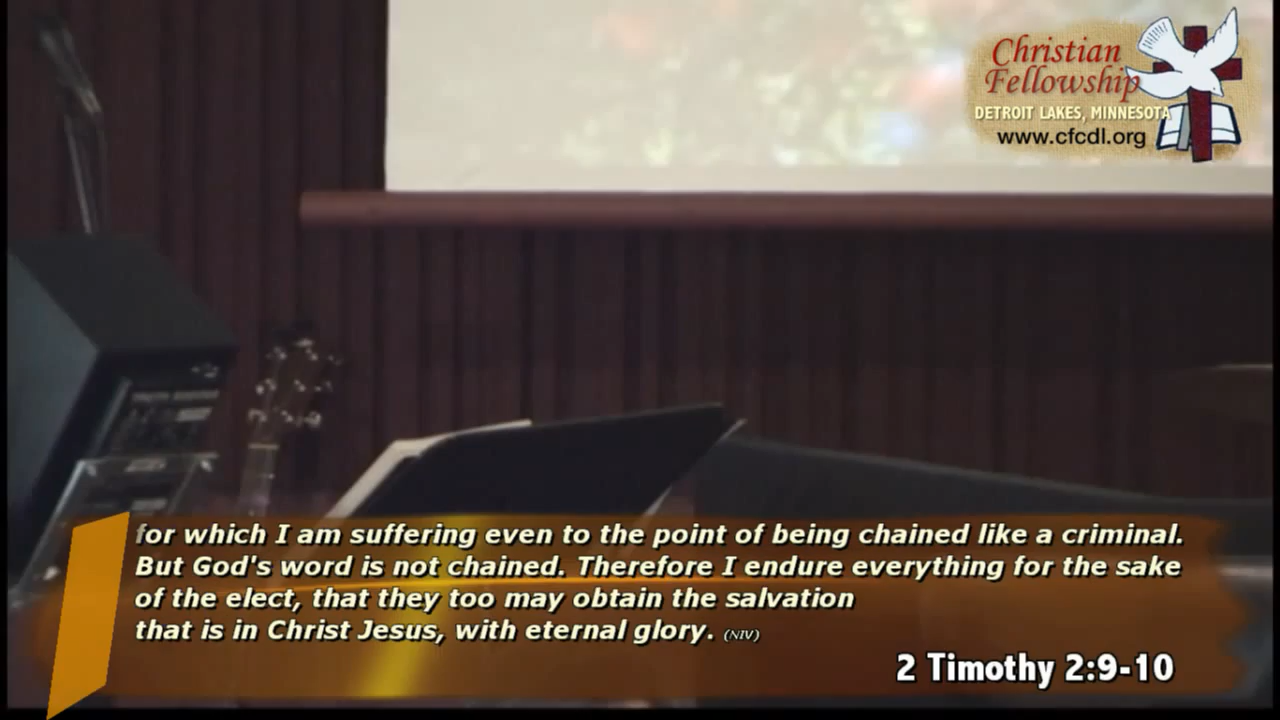 Christian
Fellowship
DETROIT LAKES, MINNESOTA
www.cfcdl.org
for which I am suffering even to the point of being chained like a criminal.
But God's word is not chained. Therefore I endure everything for the sake
of the elect, that they too may obtain the salvation
that is in Christ Jesus, with eternal glory. (NIV)
2 Timothy 2:9-10